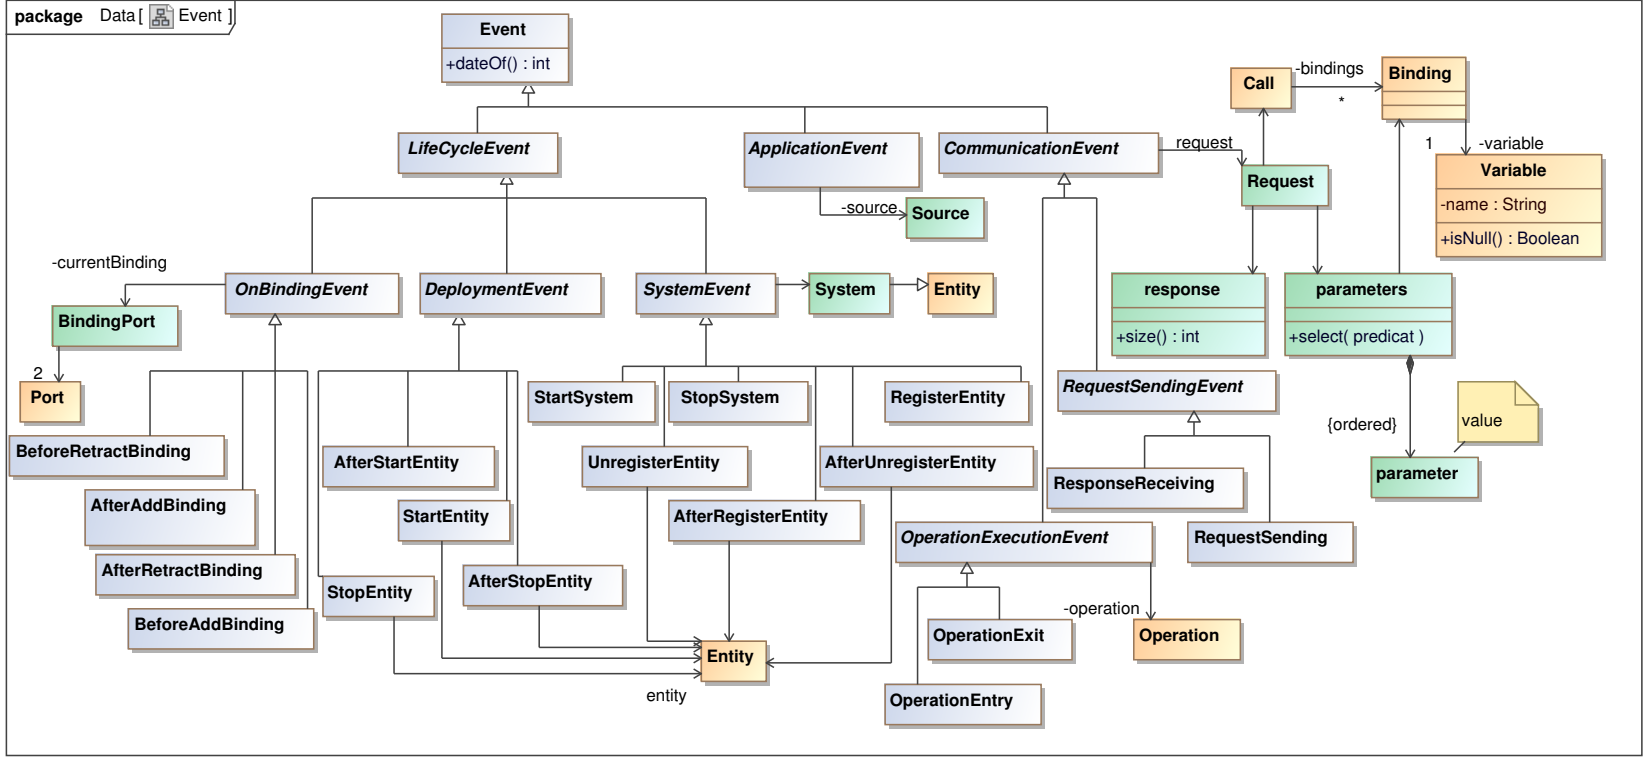 package Data [ Event ]
Event
+dateOf() : int
Call
-bindings
*
Binding
LifeCycleEvent
ApplicationEvent
CommunicationEvent
request
1
-variable
Variable
-name : String
+isNull() : Boolean
Request
-source
Source
-currentBinding
OnBindingEvent
DeploymentEvent
SystemEvent
System
Entity
response
+size() : int
parameters
+select( predicat )
BindingPort
2
Port
StartSystem
StopSystem
RegisterEntity
RequestSendingEvent
{ordered}
value
parameter
BeforeRetractBinding
AfterStartEntity
UnregisterEntity
AfterUnregisterEntity
ResponseReceiving
AfterAddBinding
StartEntity
AfterRegisterEntity
OperationExecutionEvent
RequestSending
AfterRetractBinding
StopEntity
AfterStopEntity
BeforeAddBinding
-operation
OperationExit
Operation
Entity
entity
OperationEntry